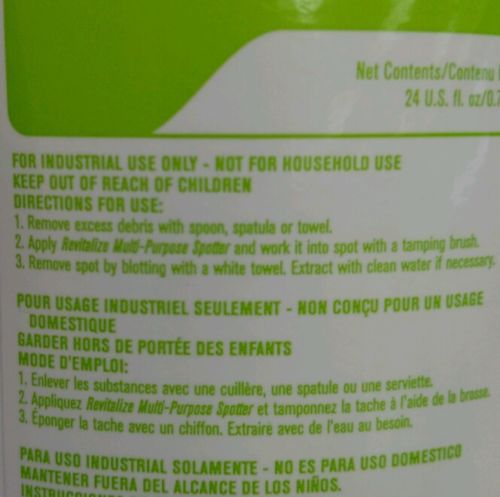 Net Contents/Contenu
24 U.S. fl. oz/0.7
FOR INDUSTRIAL USE ONLY - NOT FOR HOUSEHOLD USE
KEEP OUT OF REACH OF CHILDREN
DIRECTIONS FOR USE:
1. Remove excess debris with spoon, spatula or towel.
2. Apply Revitalize Multi-Purpose Spotter and work it into spot with a tamping brush.
3. Remove spot by blotting with a white towel. Extract with clean water if necessary.
POUR USAGE INDUSTRIEL SEULEMENT - NON CONÇU POUR UN USAGE
DOMESTIQUE
GARDER HORS DE PORTÉE DES ENFANTS
MODE D'EMPLOI:
1. Enlever les substances avec une cuillère, une spatule ou une serviette.
2. Appliquez Revitalize Multi-Purpose Spotter et tamponnez la tache à l'aide de la brosse.
3. Éponger la tache avec un chiffon. Extraire avec de l'eau au besoin.
PARA USO INDUSTRIAL SOLAMENTE - NO ES PARA USO DOMESTICO
MANTENER FUERA DEL ALCANCE DE LOS NIÑOS.